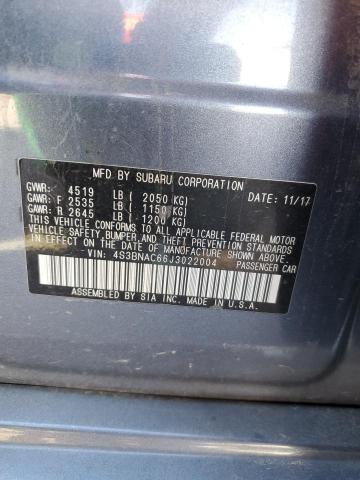 MFD BY SUBARU CORPORATION
GVWR: 4519 LB ( 2050 KG) DATE: 11/17
GAWR: F 2535 LB ( 1150 KG)
GAWR: R 2645 LB ( 1200 KG)
THIS VEHICLE CONFORMS TO ALL APPLICABLE FEDERAL MOTOR
VEHICLE SAFETY,BUMPER,AND THEFT PREVENTION STANDARDS
IN EFFECT ON THE DATE OF MANUFACTURE SHOWN ABOVE.
VIN: 4S3BNAC66J3022004 PASSENGER CAR
ASSEMBLED BY SIA INC. MADE IN U.S.A.